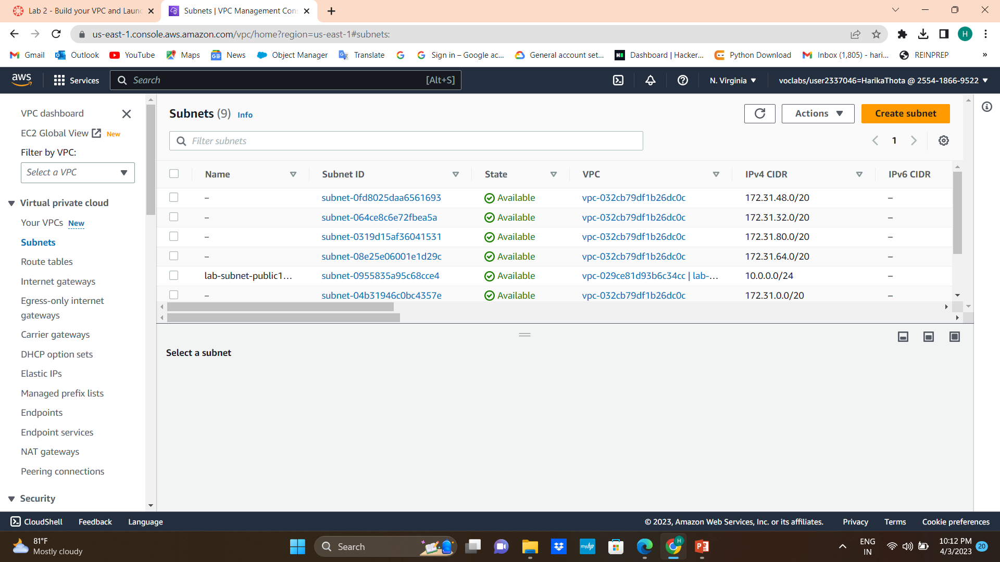 Lab 2 - Build your VPC and Laun
Subnets | VPC Management Con
us-east-1.console.aws.amazon.com/vpc/home?region=us-east-1#subnets:
H
Gmail Outlook YouTube Maps News Object Manager Translate Sign in – Google ac... General account set... Dashboard | Hacker... Python Download Inbox (1,805) - hari... REINPREP »
aws Services Search [Alt+S] N. Virginia voclabs/user2337046=HarikaThota @ 2554-1866-9522
VPC dashboard
EC2 Global View New
Filter by VPC:
Select a VPC
Virtual private cloud
Your VPCs New
Subnets
Route tables
Internet gateways
Egress-only internet
gateways
Carrier gateways
DHCP option sets
Elastic IPs
Managed prefix lists
Endpoints
Endpoint services
NAT gateways
Peering connections
Security
Subnets (9) Info
Actions Create subnet
Filter subnets
1
Name Subnet ID State VPC IPv4 CIDR IPv6 CIDR
– subnet-0fd8025daa6561693 Available vpc-032cb79df1b26dc0c 172.31.48.0/20 –
– subnet-064ce8c6e72fbea5a Available vpc-032cb79df1b26dc0c 172.31.32.0/20 –
– subnet-0319d15af36041531 Available vpc-032cb79df1b26dc0c 172.31.80.0/20 –
– subnet-08e25e06001e1d29c Available vpc-032cb79df1b26dc0c 172.31.64.0/20 –
lab-subnet-public1... subnet-0955835a95c68cce4 Available vpc-029ce81d93b6c34cc | lab-... 10.0.0.0/24 –
– subnet-04b31946c0bc4357e Available vpc-032cb79df1b26dc0c 172.31.0.0/20 –
Select a subnet
CloudShell Feedback Language © 2023, Amazon Web Services, Inc. or its affiliates. Privacy Terms Cookie preferences
81°F
Mostly cloudy
Search
myhp
H
ENG
IN
10:12 PM
4/3/2023
20